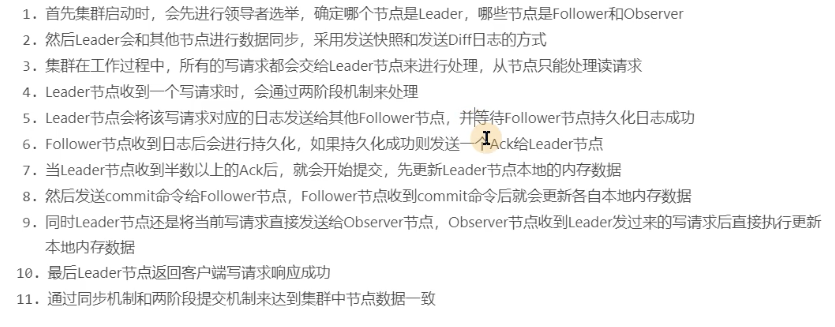 1. 首先集群启动时，会先进行领导者选举，确定哪个节点是Leader，哪些节点是Follower和Observer
2. 然后Leader会和其他节点进行数据同步，采用发送快照和发送Diff日志的方式
3. 集群在工作过程中，所有的写请求都会交给Leader节点来进行处理，从节点只能处理读请求
4. Leader节点收到一个写请求时，会通过两阶段机制来处理
5. Leader节点会将该写请求对应的日志发送给其他Follower节点，并等待Follower节点持久化日志成功
6. Follower节点收到日志后会进行持久化，如果持久化成功则发送一个Ack给Leader节点
7. 当Leader节点收到半数以上的Ack后，就会开始提交，先更新Leader节点本地的内存数据
8. 然后发送commit命令给Follower节点，Follower节点收到commit命令后就会更新各自本地内存数据
9. 同时Leader节点还是将当前写请求直接发送给Observer节点，Observer节点收到Leader发过来的写请求后直接执行更新
本地内存数据
10. 最后Leader节点返回客户端写请求响应成功
11. 通过同步机制和两阶段提交机制来达到集群中节点数据一致